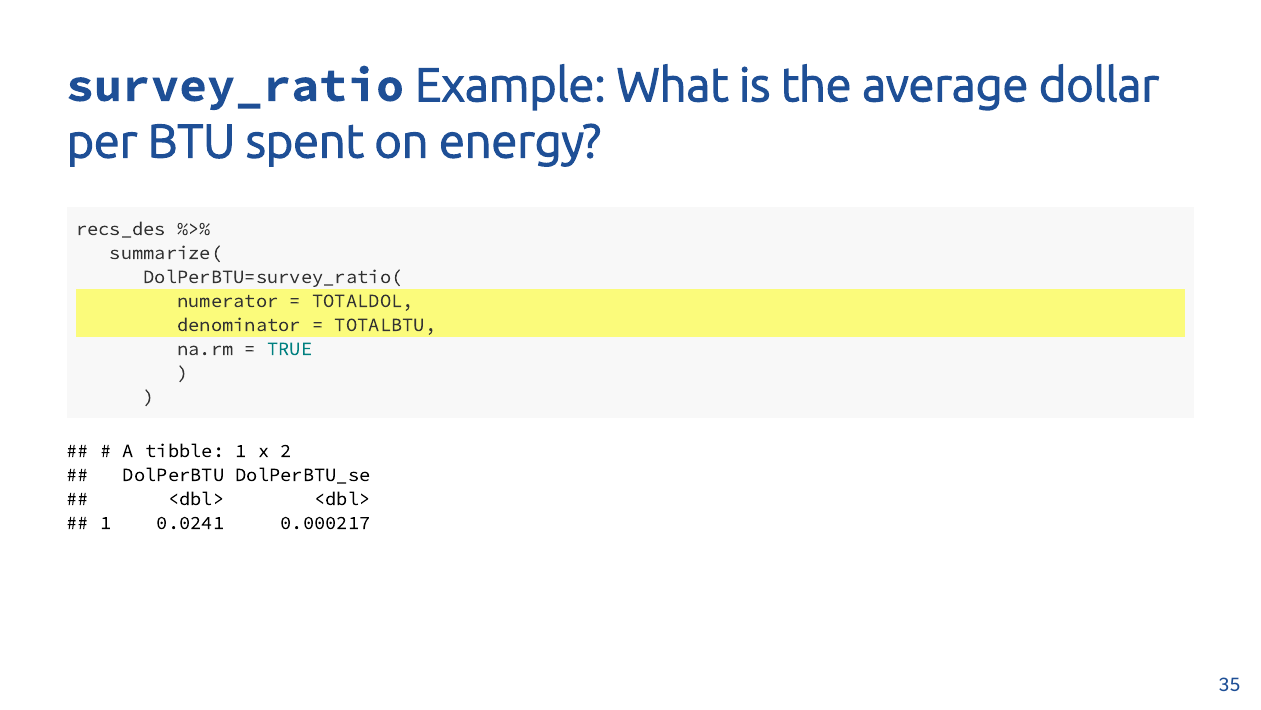 survey_ratio Example: What is the average dollar
per BTU spent on energy?
recs_des %>%
   summarize(
      DolPerBTU=survey_ratio(
         numerator = TOTALDOL,
         denominator = TOTALBTU,
         na.rm = TRUE
         )
      )
## # A tibble: 1 x 2
##   DolPerBTU DolPerBTU_se
##       <dbl>        <dbl>
## 1    0.0241     0.000217
35